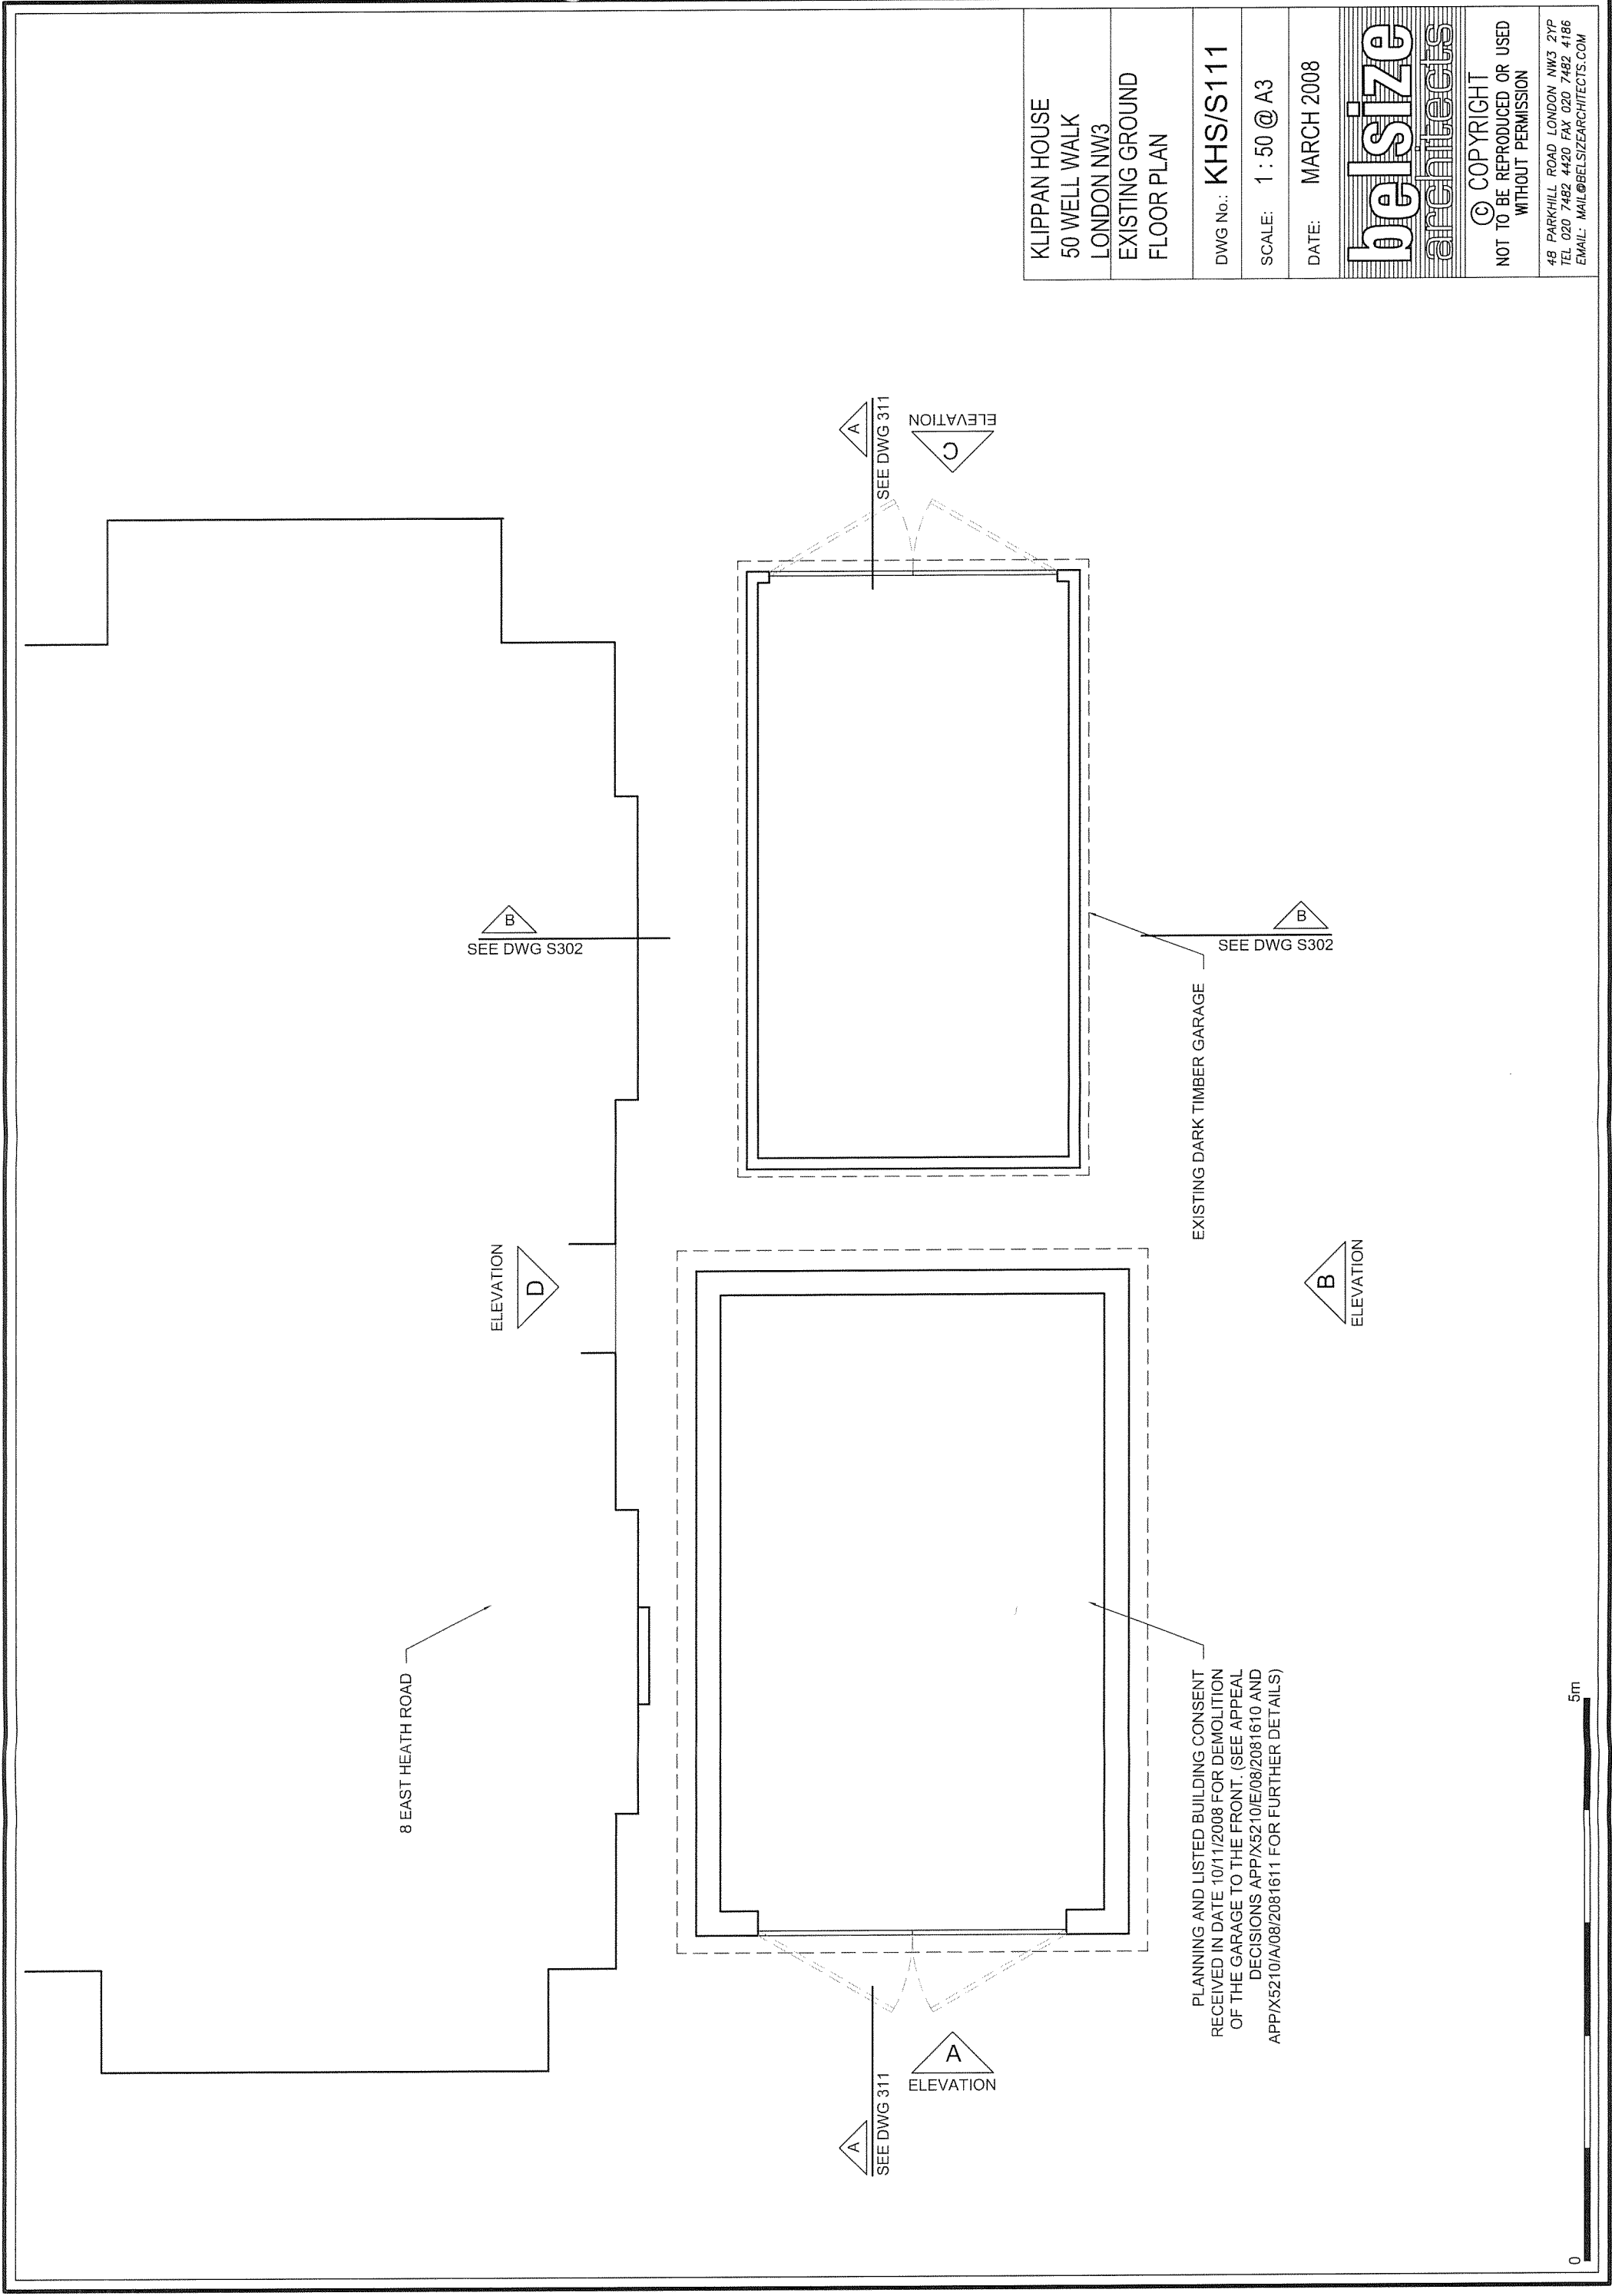 8 EAST HEATH ROAD
ELEVATION
D
B
SEE DWG S302
A
SEE DWG 311
A
ELEVATION
A
SEE DWG 311
C
ELEVATION
EXISTING DARK TIMBER GARAGE
B
SEE DWG S302
B
ELEVATION
PLANNING AND LISTED BUILDING CONSENT
RECEIVED IN DATE 10/11/2008 FOR DEMOLITION
OF THE GARAGE TO THE FRONT. (SEE APPEAL
DECISIONS APP/X5210/E/08/2081610 AND
APP/X5210/A/08/2081611 FOR FURTHER DETAILS)
0
5m
KLIPPAN HOUSE
50 WELL WALK
LONDON NW3
EXISTING GROUND
FLOOR PLAN
DWG No.: KHS/S111
SCALE: 1 : 50 @ A3
DATE: MARCH 2008
belsize
architects
© COPYRIGHT
NOT TO BE REPRODUCED OR USED
WITHOUT PERMISSION
48 PARKHILL ROAD LONDON NW3 2YP
TEL 020 7482 4420 FAX 020 7482 4186
EMAIL: MAIL@BELSIZEARCHITECTS.COM